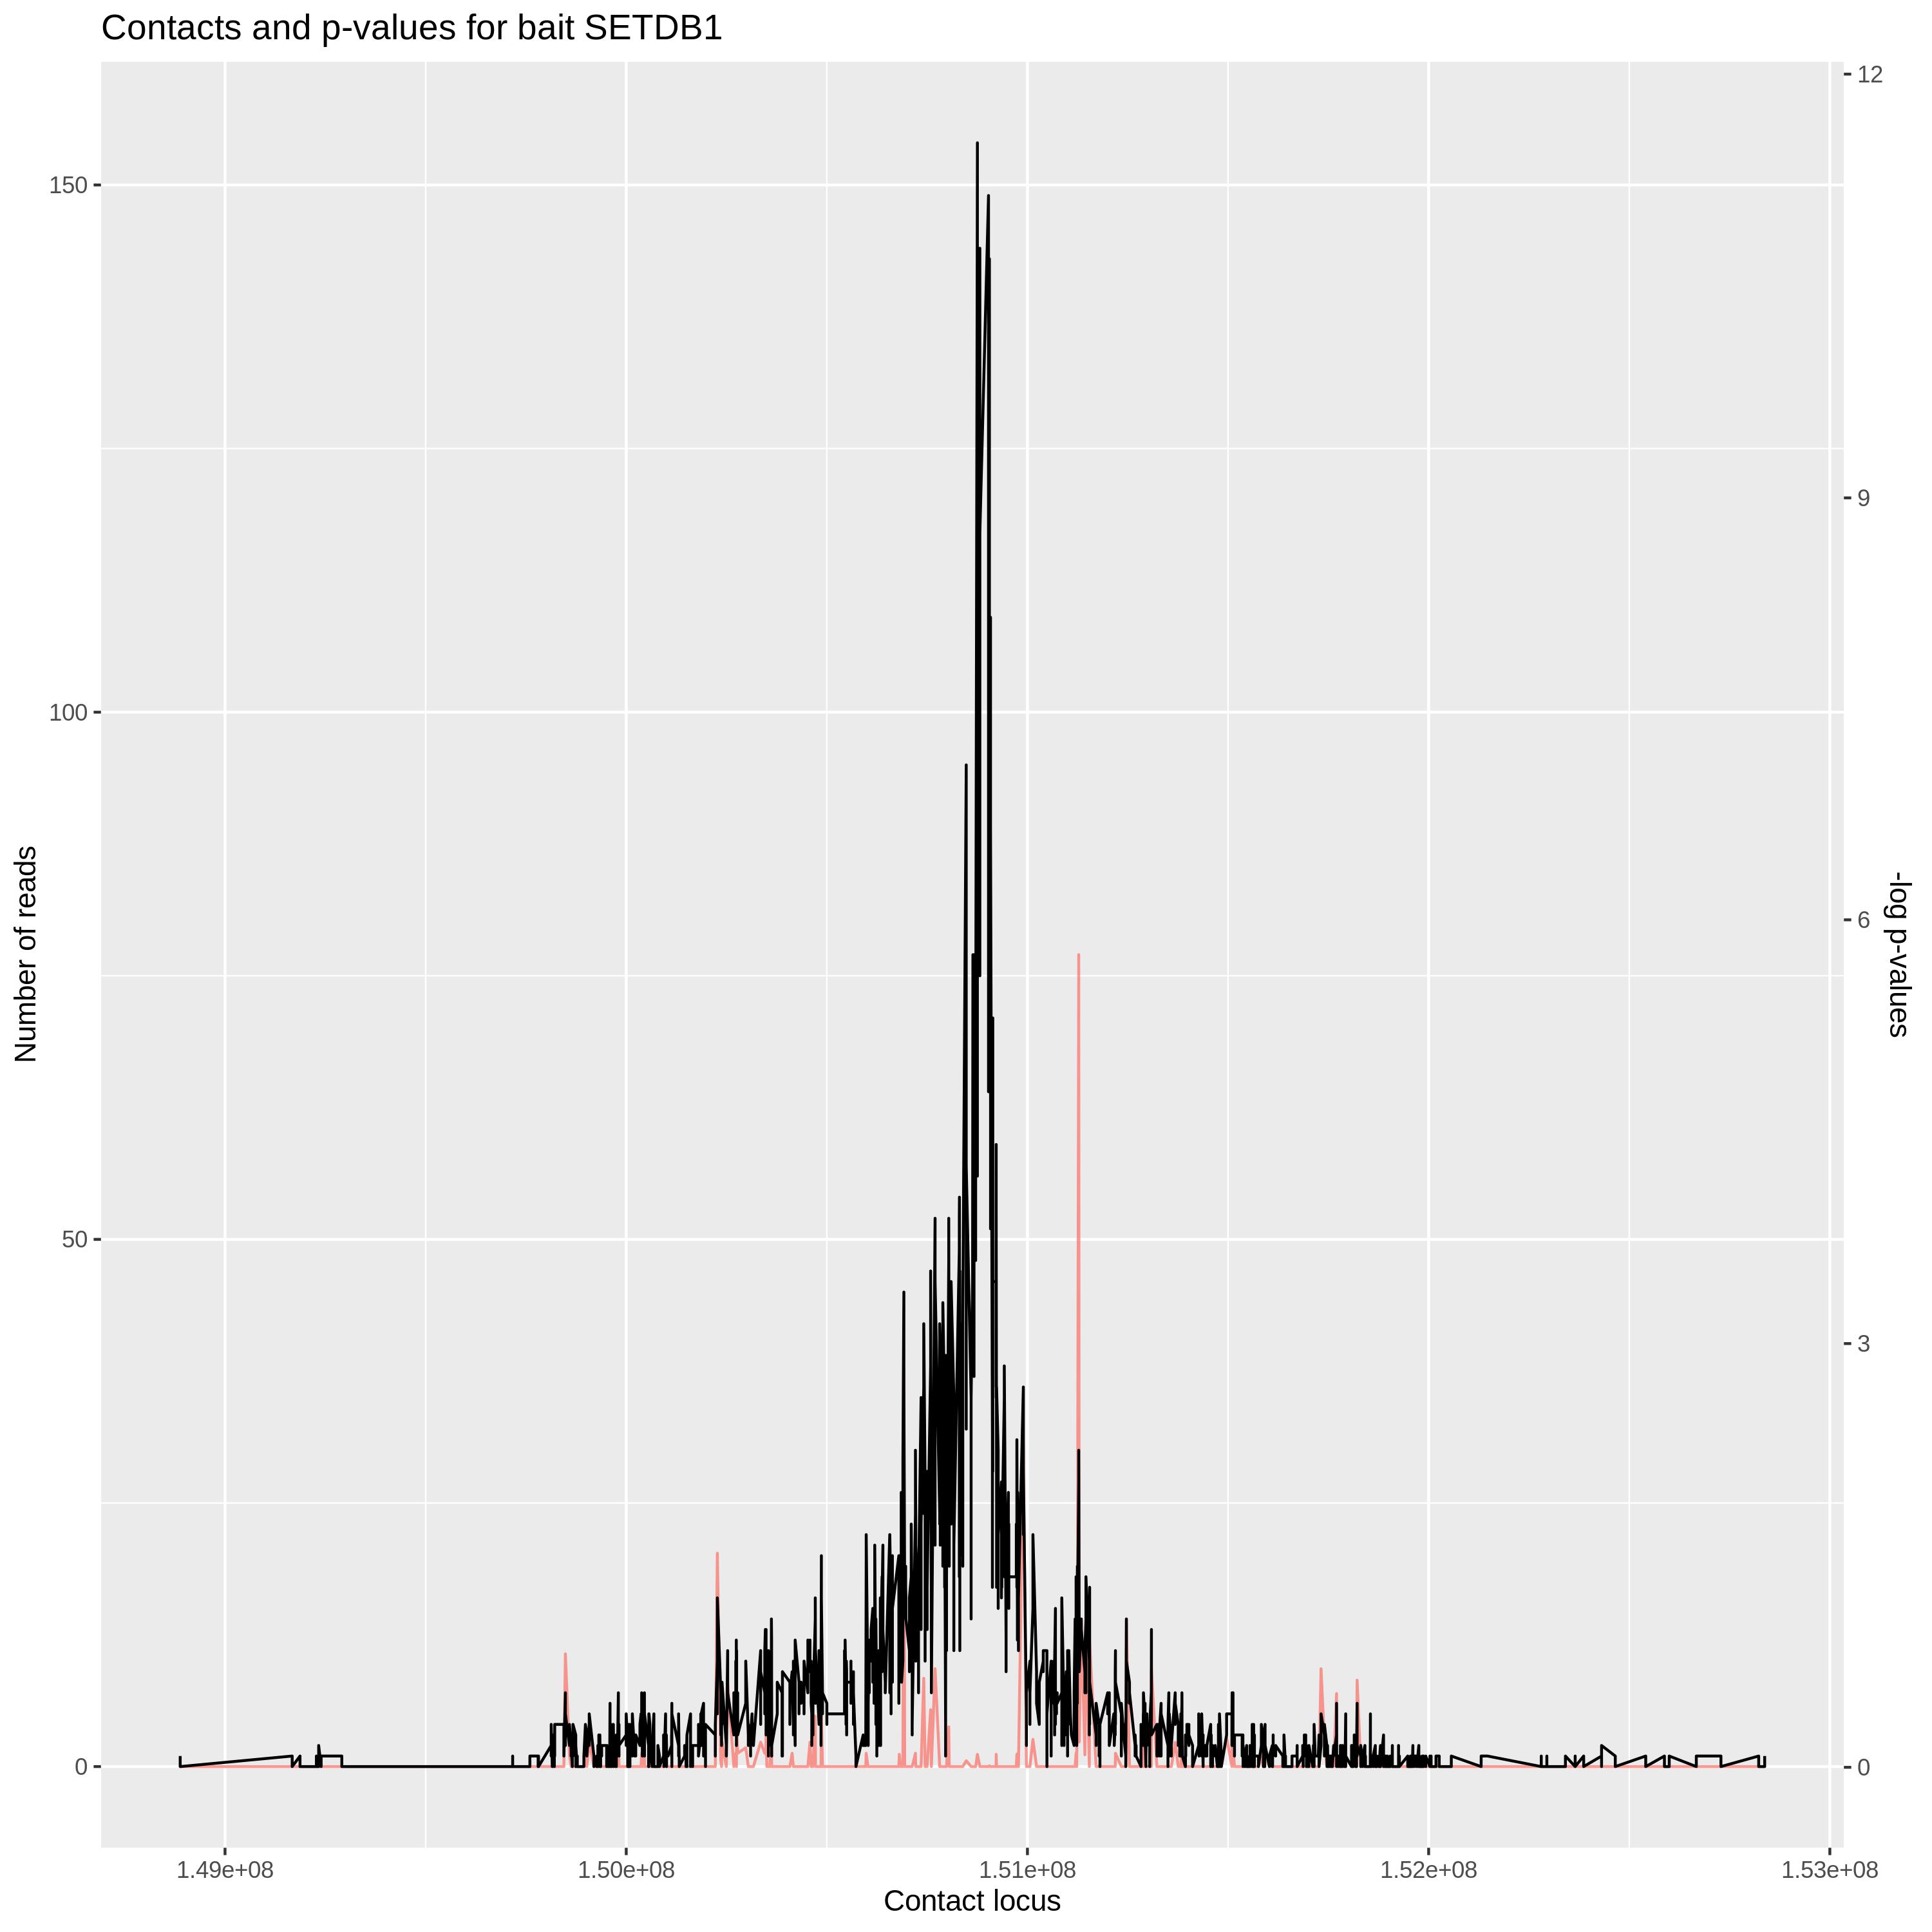 Contacts and p-values for bait SETDB1
12
150
9
100
6
Number of reads
-log p-values
50
3
0
0
1.49e+08
1.50e+08
1.51e+08
1.52e+08
1.53e+08
Contact locus